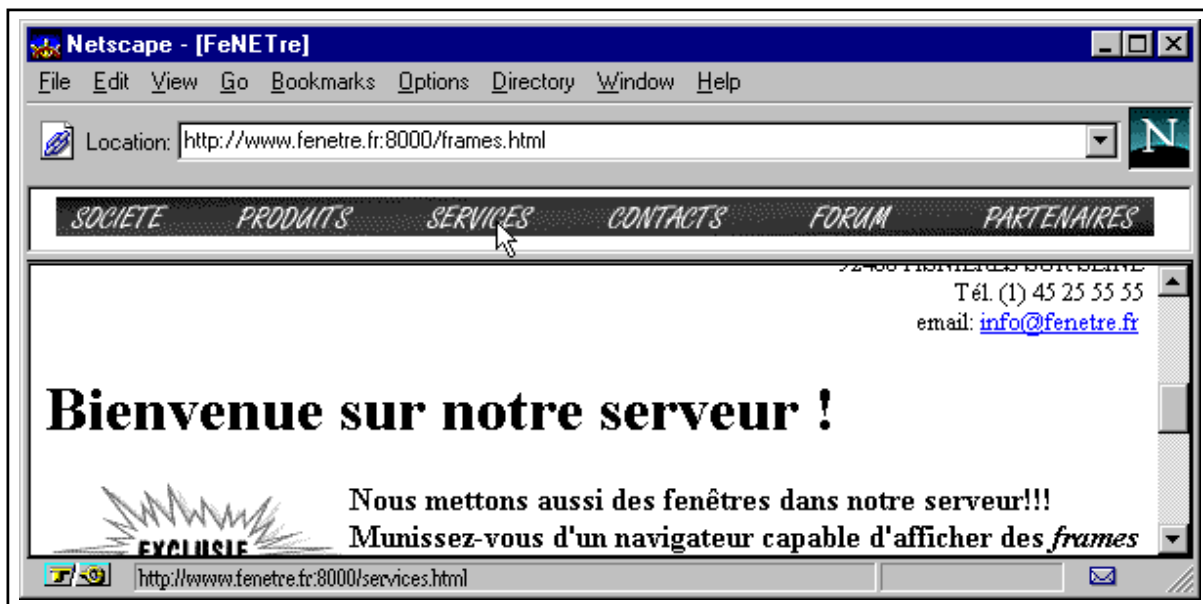 Netscape - [FeNETre]
File Edit View Go Bookmarks Options Directory Window Help
Location: http://www.fenetre.fr:8000/frames.html
N
SOCIETE PRODUITS SERVICES CONTACTS FORUM PARTENAIRES
Tél. (1) 45 25 55 55
email: info@fenetre.fr
Bienvenue sur notre serveur !
Nous mettons aussi des fenêtres dans notre serveur!!!
EXCLUSIF Munissez-vous d'un navigateur capable d'afficher des frames
http://www.fenetre.fr:8000/services.html